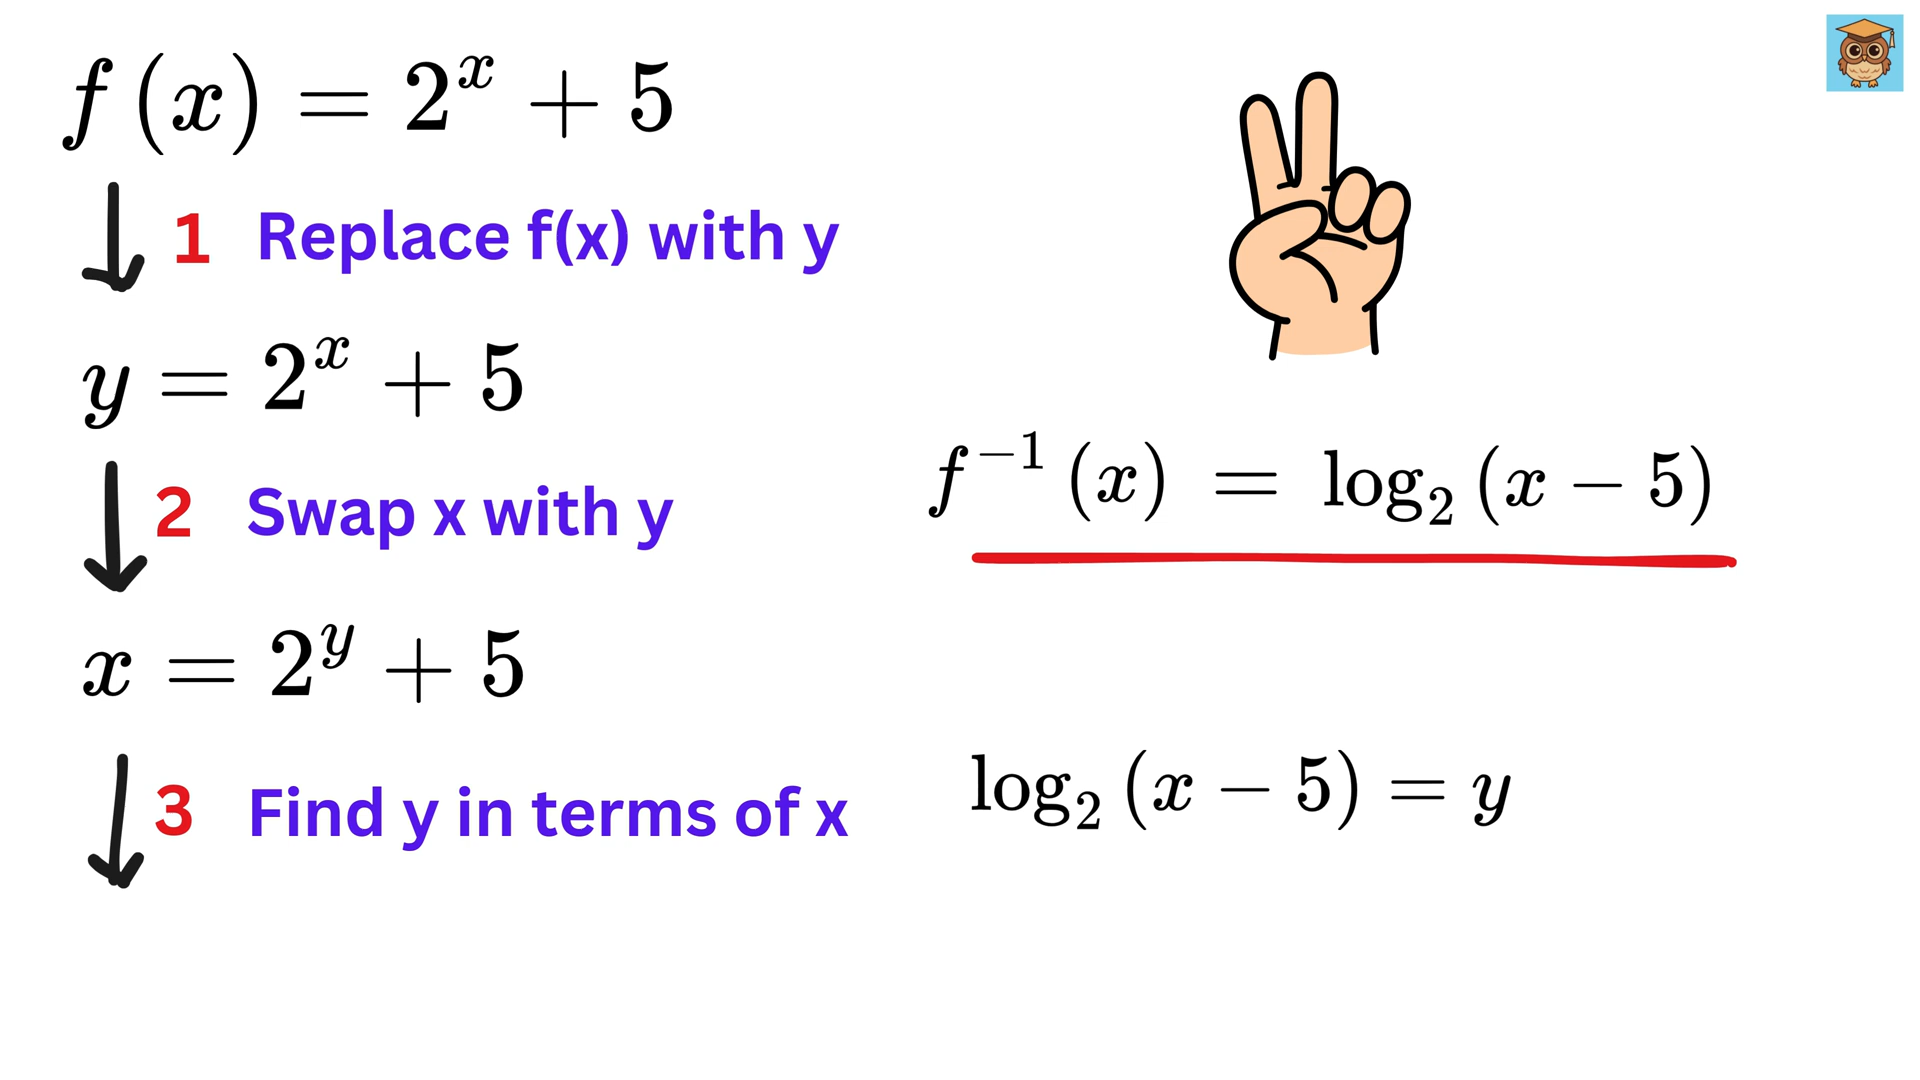 f(x) = 2^x + 5
1 Replace f(x) with y
y = 2^x + 5
2 Swap x with y
x = 2^y + 5
3 Find y in terms of x
f^{-1}(x) = log_2(x − 5)
log_2(x − 5) = y